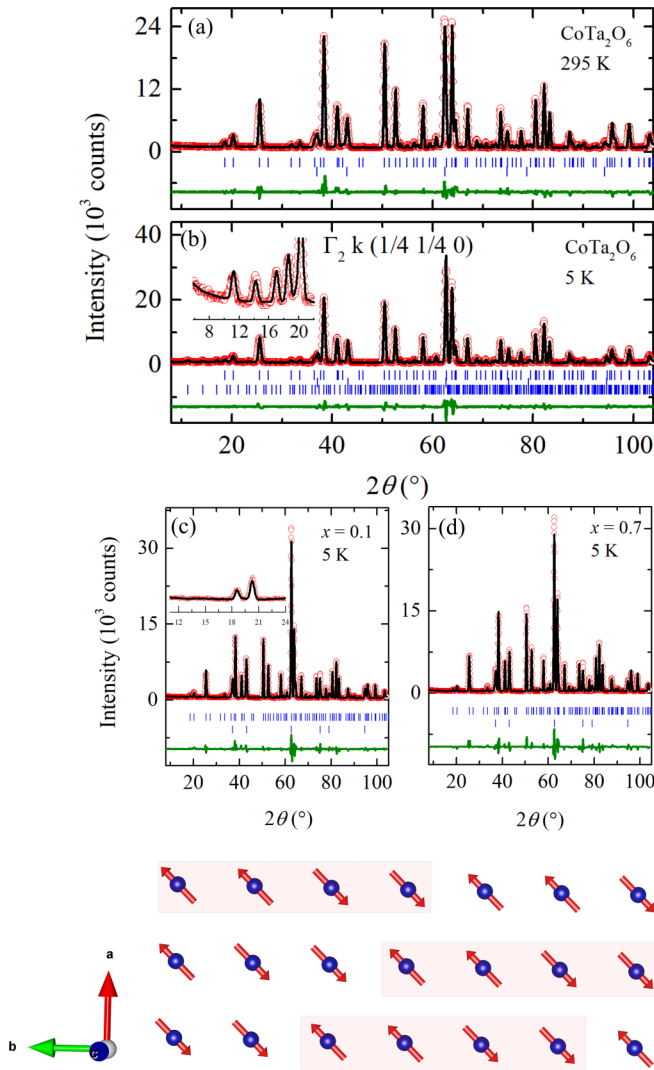 (a)
CoTa₂O₆
295 K
24
12
0
(b)
Γ₂ k (1/4 1/4 0)
CoTa₂O₆
5 K
40
20
0
8 12 16 20
20 40 60 80 100
2θ (°)
Intensity (10³ counts)
(c)
x = 0.1
5 K
30
15
0
12 15 18 21 24
20 40 60 80 100
2θ (°)
Intensity (10³ counts)
(d)
x = 0.7
5 K
30
15
0
20 40 60 80 100
2θ (°)
a
b
c